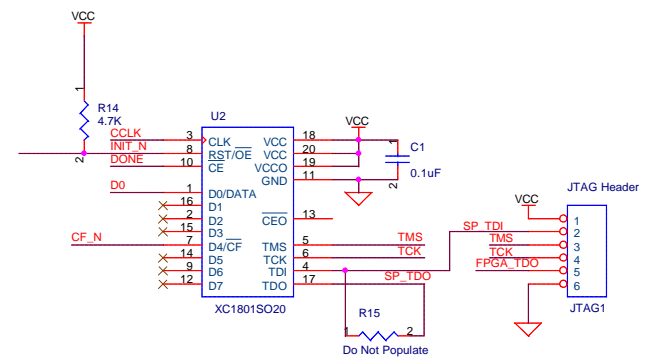 VCC
1
R14
4.7K
2
U2
CCLK
3
CLK
INIT_N
8
RST/OE
DONE
10
CE
D0
1
D0/DATA
16
D1
2
D2
15
D3
CF_N
7
D4/CF
14
D5
9
D6
12
D7
VCC
18
VCC
20
VCCO
19
GND
11
CEO
13
TMS
5
TMS
TCK
6
TCK
TDI
4
TDO
17
SP_TDO
XC1801SO20
VCC
1
C1
0.1uF
2
R15
1
2
Do Not Populate
JTAG Header
VCC
1
SP_TDI
2
TMS
3
TCK
4
FPGA_TDO
5
6
JTAG1